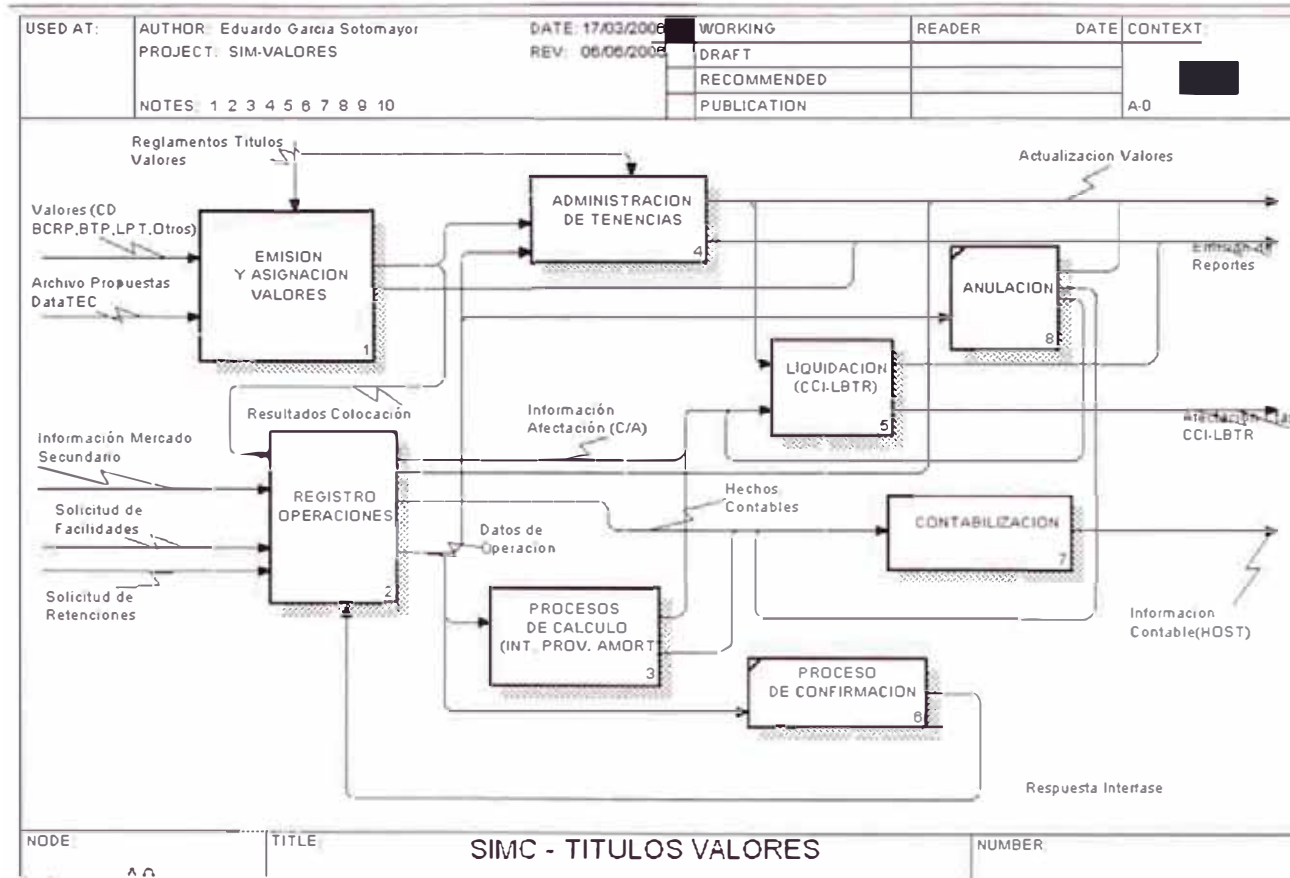 USED AT:
AUTHOR: Eduardo Garcia Sotomayor
DATE: 17/03/2006
PROJECT: SIM-VALORES
REV: 06/06/2006
NOTES: 1 2 3 4 5 6 7 8 9 10
WORKING
DRAFT
RECOMMENDED
PUBLICATION
READER
DATE
CONTEXT:
A-0
Reglamentos Titulos
Valores
Valores (CD
BCRP,BTP,LPT,Otros)
Archivo Propuestas
DataTEC
EMISION
Y ASIGNACION
VALORES
1
ADMINISTRACION
DE TENENCIAS
4
Actualizacion Valores
Emision de
Reportes
ANULACION
8
LIQUIDACION
(CCI-LBTR)
5
CCI-LBTR
Resultados Colocación
Información
Afectación (C/A)
Información Mercado
Secundario
Solicitud de
Facilidades
Solicitud de
Retenciones
REGISTRO
OPERACIONES
2
Hechos
Contables
Datos de
Operacion
CONTABILIZACION
7
PROCESOS
DE CALCULO
(INT. PROV. AMORT
3
Informacion
Contable(HOST)
PROCESO
DE CONFIRMACION
6
Respuesta Interfase
NODE:
TITLE:
SIMC - TITULOS VALORES
NUMBER: